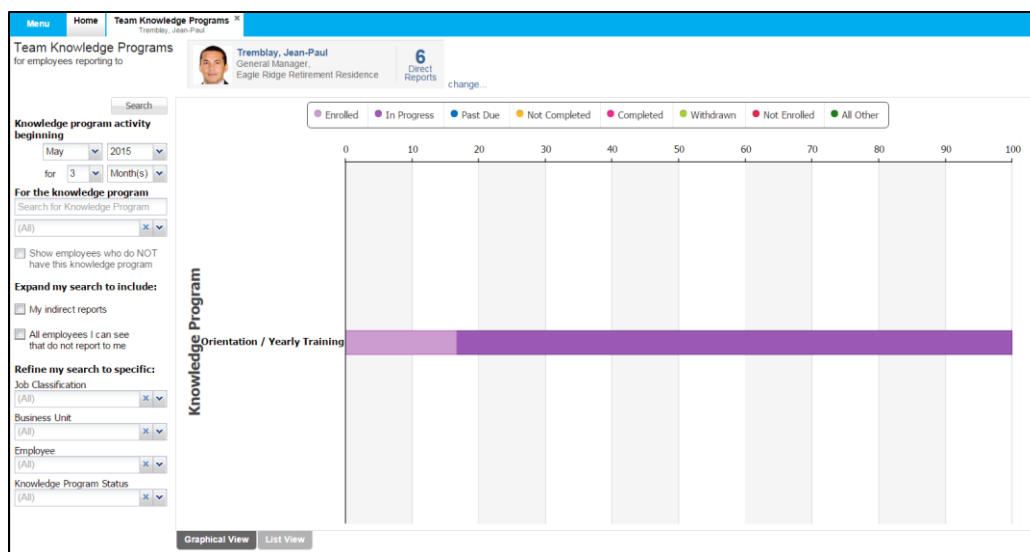 Menu
Home
Team Knowledge Programs
Tremblay, Jean-Paul
Team Knowledge Programs
for employees reporting to
Tremblay, Jean-Paul
General Manager,
Eagle Ridge Retirement Residence
6
Direct
Reports
change...
Search
Knowledge program activity
beginning
May 2015
for 3 Month(s)
For the knowledge program
Search for Knowledge Program
(All)
Show employees who do NOT
have this knowledge program
Expand my search to include:
My indirect reports
All employees I can see
that do not report to me
Refine my search to specific:
Job Classification
(All)
Business Unit
(All)
Employee
(All)
Knowledge Program Status
(All)
Enrolled In Progress Past Due Not Completed Completed Withdrawn Not Enrolled All Other
0 10 20 30 40 50 60 70 80 90 100
Knowledge Program
Orientation / Yearly Training
Graphical View List View